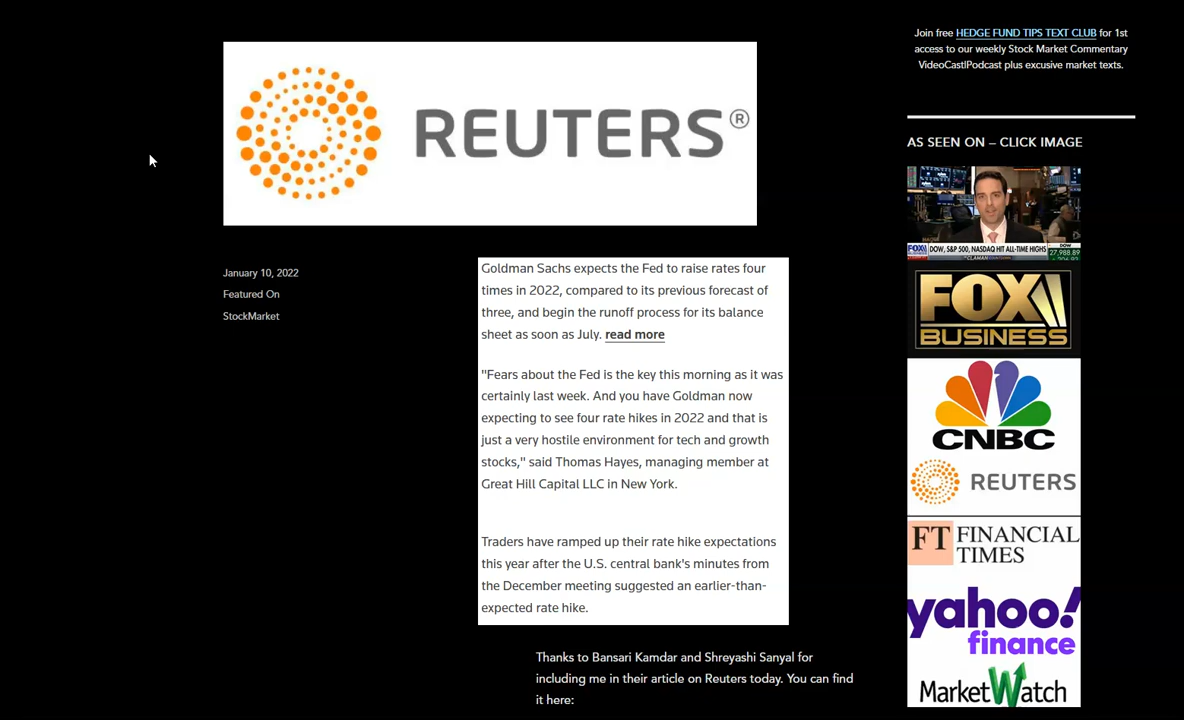 Join free HEDGE FUND TIPS TEXT CLUB for 1st
access to our weekly Stock Market Commentary
VideoCast|Podcast plus excusive market texts.
REUTERS®
AS SEEN ON – CLICK IMAGE
FOX
DOW, S&P 500, NASDAQ HIT ALL-TIME HIGHS
DOW
27,988.89
CLAMAN
FOX
BUSINESS
CNBC
REUTERS
FT FINANCIAL
TIMES
yahoo!
finance
MarketWatch
January 10, 2022
Featured On
StockMarket
Goldman Sachs expects the Fed to raise rates four
times in 2022, compared to its previous forecast of
three, and begin the runoff process for its balance
sheet as soon as July. read more
"Fears about the Fed is the key this morning as it was
certainly last week. And you have Goldman now
expecting to see four rate hikes in 2022 and that is
just a very hostile environment for tech and growth
stocks," said Thomas Hayes, managing member at
Great Hill Capital LLC in New York.
Traders have ramped up their rate hike expectations
this year after the U.S. central bank's minutes from
the December meeting suggested an earlier-than-
expected rate hike.
Thanks to Bansari Kamdar and Shreyashi Sanyal for
including me in their article on Reuters today. You can find
it here: